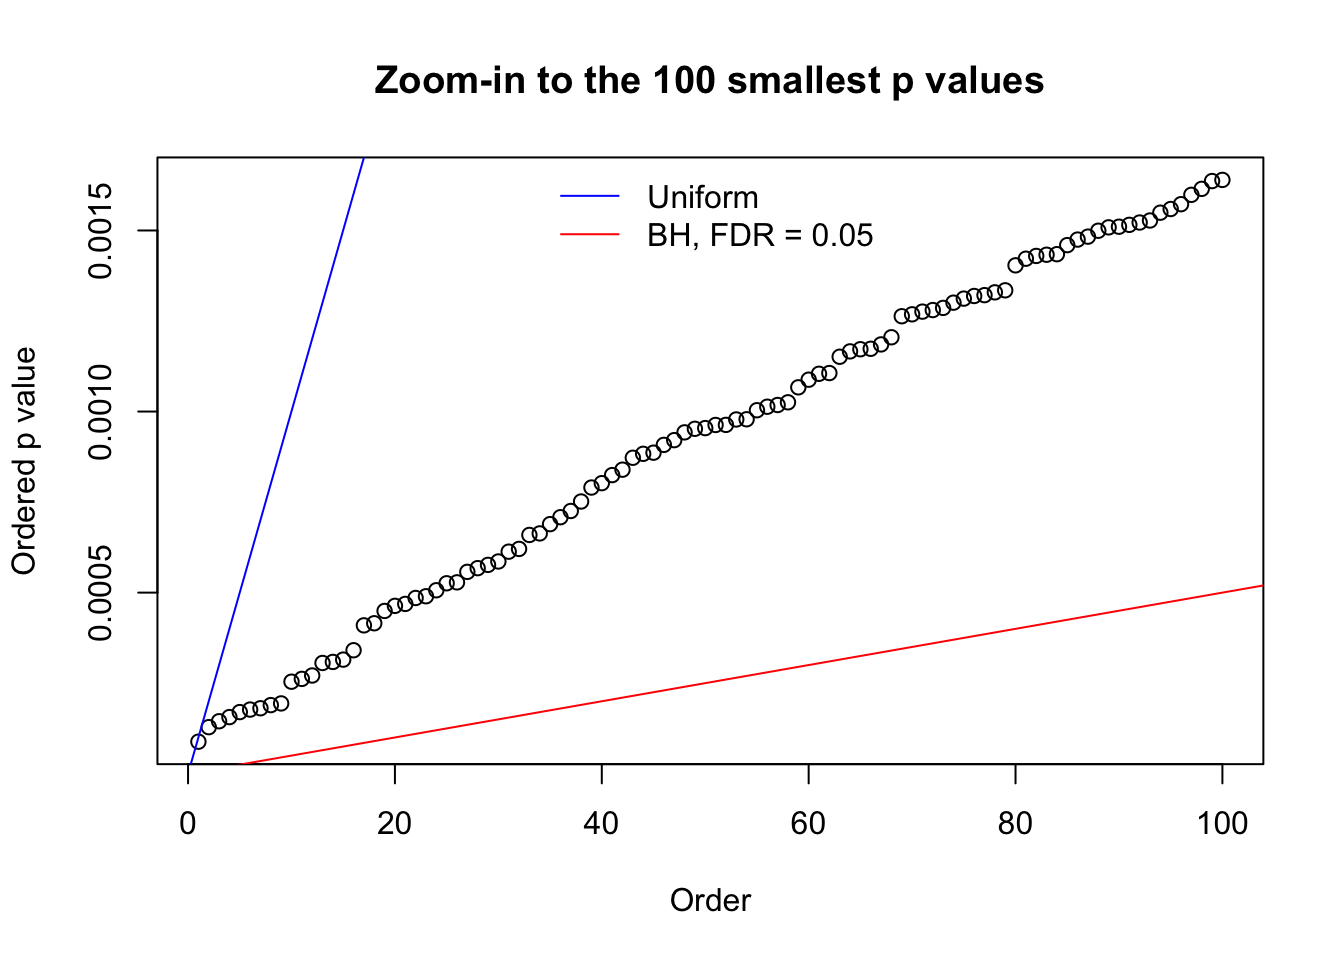 Zoom-in to the 100 smallest p values
Uniform
BH, FDR = 0.05
Ordered p value
0.0015
0.0010
0.0005
0 20 40 60 80 100
Order